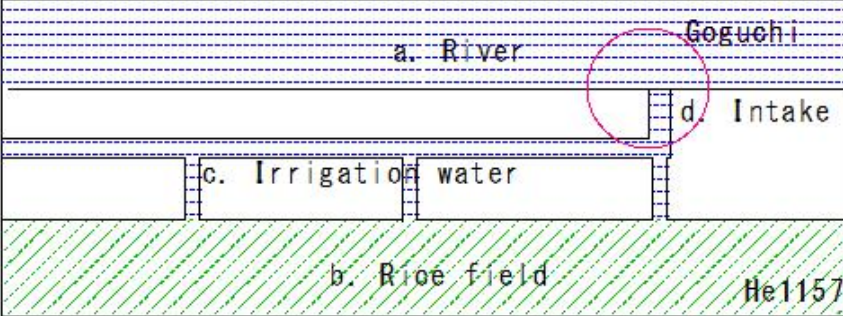 Goguchi
a. River
d. Intake
c. Irrigation water
b. Rice field
He1157